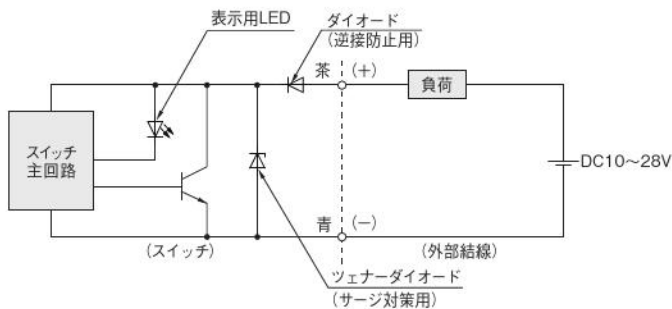 表示用LED
ダイオード
(逆接防止用)
茶
(+)
負荷
スイッチ
主回路
DC10〜28V
青
(−)
(スイッチ)
(外部結線)
ツェナーダイオード
(サージ対策用)